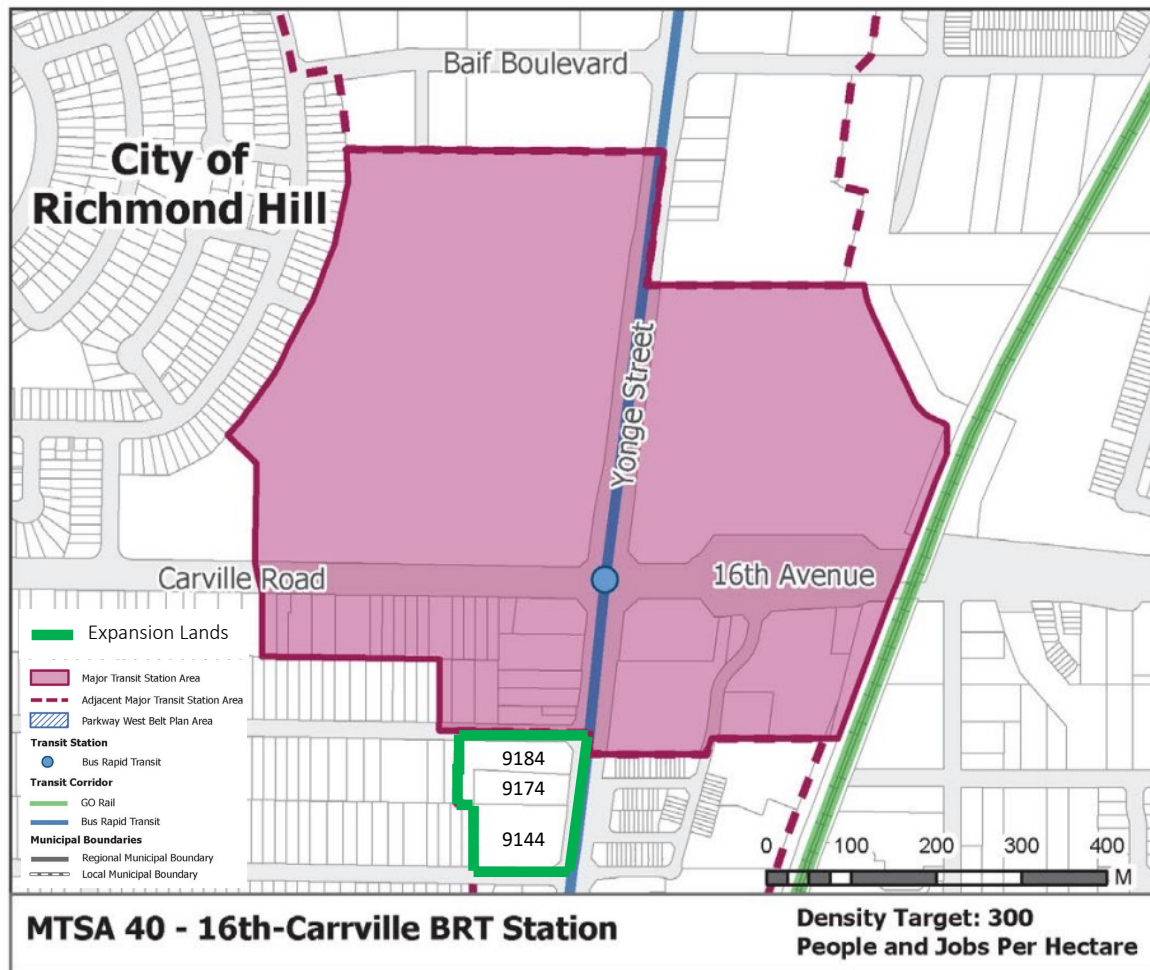 Baif Boulevard
City of
Richmond Hill
Yonge Street
Carville Road
16th Avenue
Expansion Lands
Major Transit Station Area
Adjacent Major Transit Station Area
Parkway West Belt Plan Area
Transit Station
Bus Rapid Transit
Transit Corridor
GO Rail
Bus Rapid Transit
Municipal Boundaries
Regional Municipal Boundary
Local Municipal Boundary
9184
9174
9144
0 100 200 300 400
M
MTSA 40 - 16th-Carrville BRT Station
Density Target: 300
People and Jobs Per Hectare